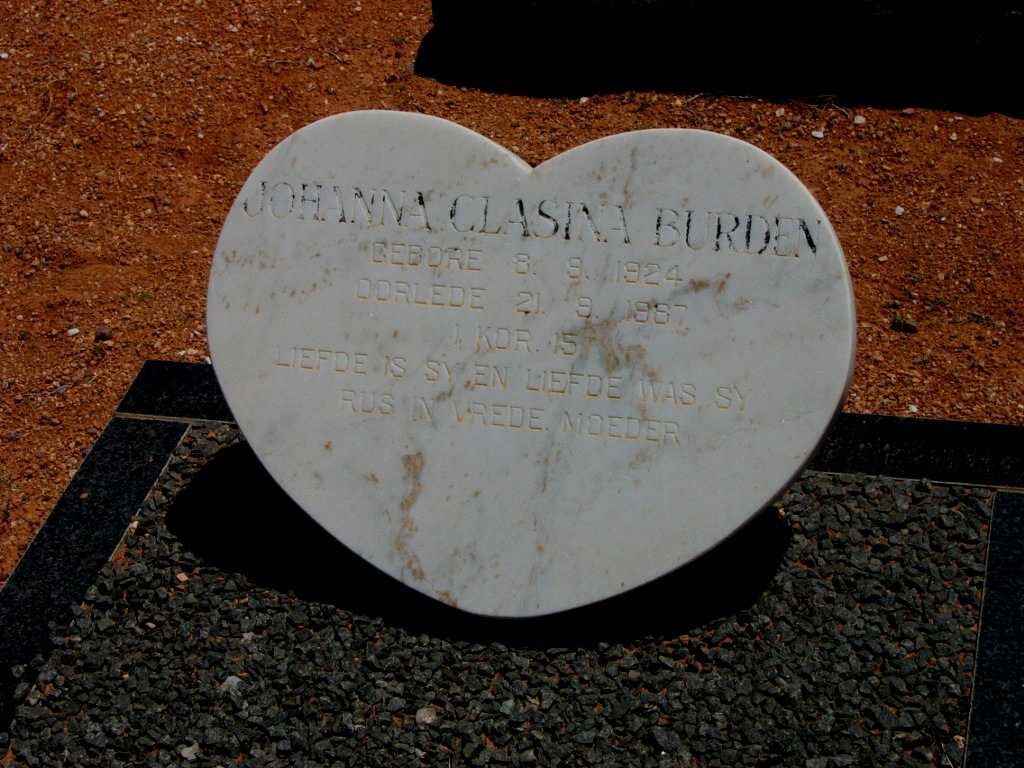 JOHANNA CLASINA BURDEN
GEBORE 8. 9. 1924
OORLEDE 21. 9. 1987
1 KOR. 15
LIEFDE IS SY EN LIEFDE WAS SY
RUS IN VREDE MOEDER